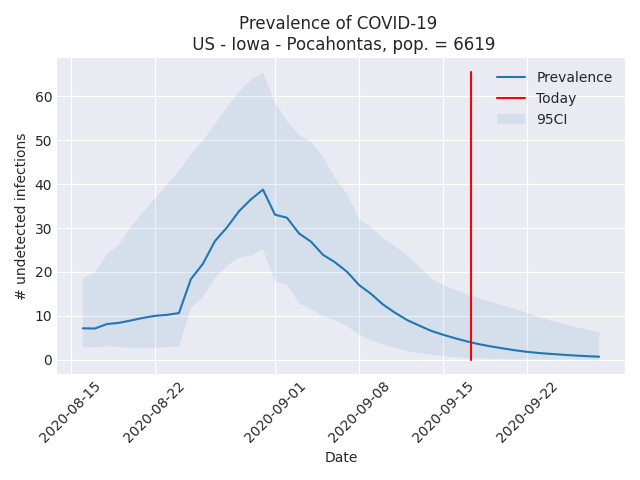 Prevalence of COVID-19
US - Iowa - Pocahontas, pop. = 6619
# undetected infections
60
50
40
30
20
10
0
Prevalence
Today
95CI
2020-08-15
2020-08-22
2020-09-01
2020-09-08
2020-09-15
2020-09-22
Date